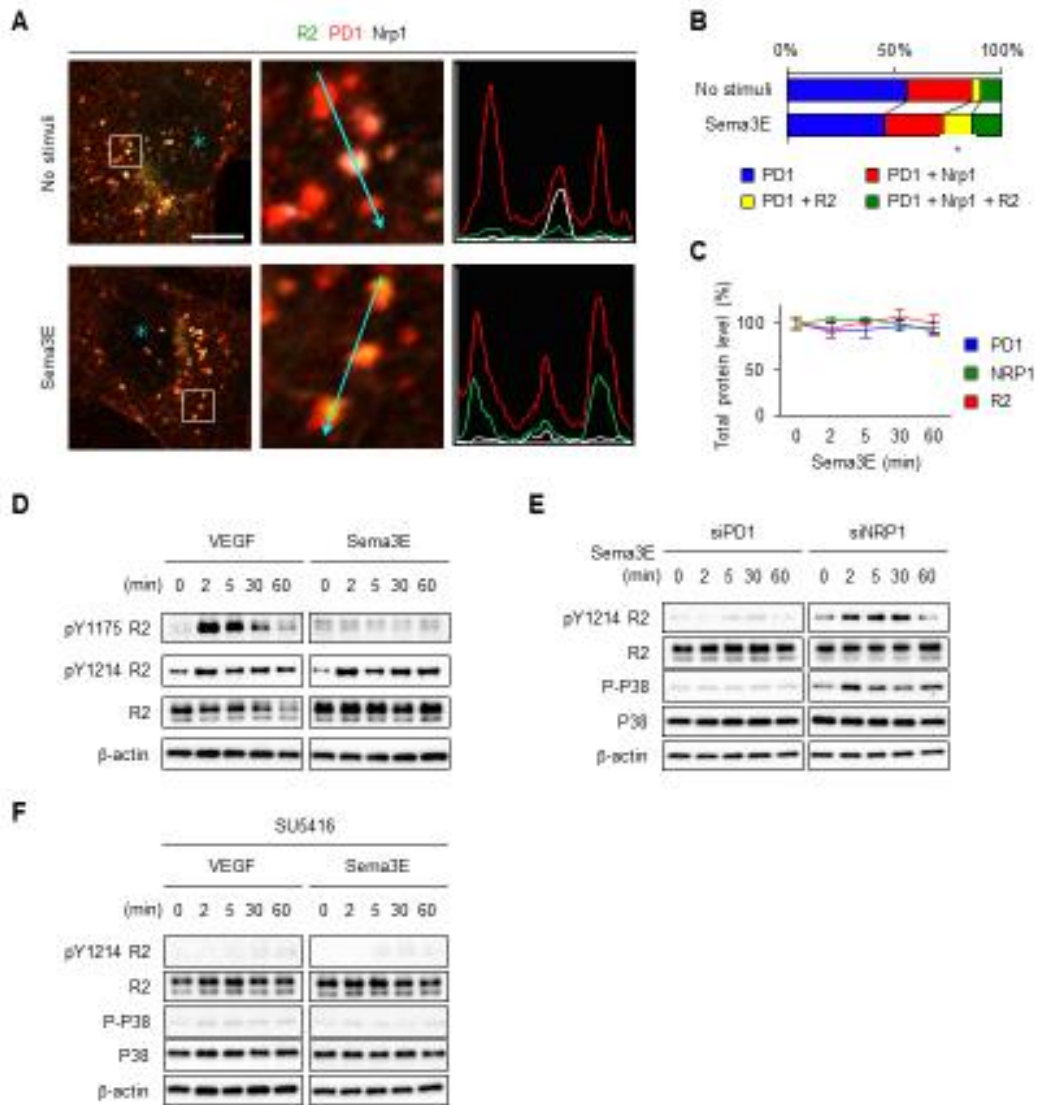 A
R2 PD1 Nrp1
No stimuli
Sema3E
B
0% 50% 100%
No stimuli
Sema3E
*
PD1 PD1 + Nrp1
PD1 + R2 PD1 + Nrp1 + R2
C
Total protein level (%)
100
50
0
0 2 5 30 60
Sema3E (min)
PD1
NRP1
R2
D
VEGF Sema3E
(min) 0 2 5 30 60 0 2 5 30 60
pY1175 R2
pY1214 R2
R2
β-actin
E
siPD1 siNRP1
Sema3E
(min) 0 2 5 30 60 0 2 5 30 60
pY1214 R2
R2
P-P38
P38
β-actin
F
SU5416
VEGF Sema3E
(min) 0 2 5 30 60 0 2 5 30 60
pY1214 R2
R2
P-P38
P38
β-actin